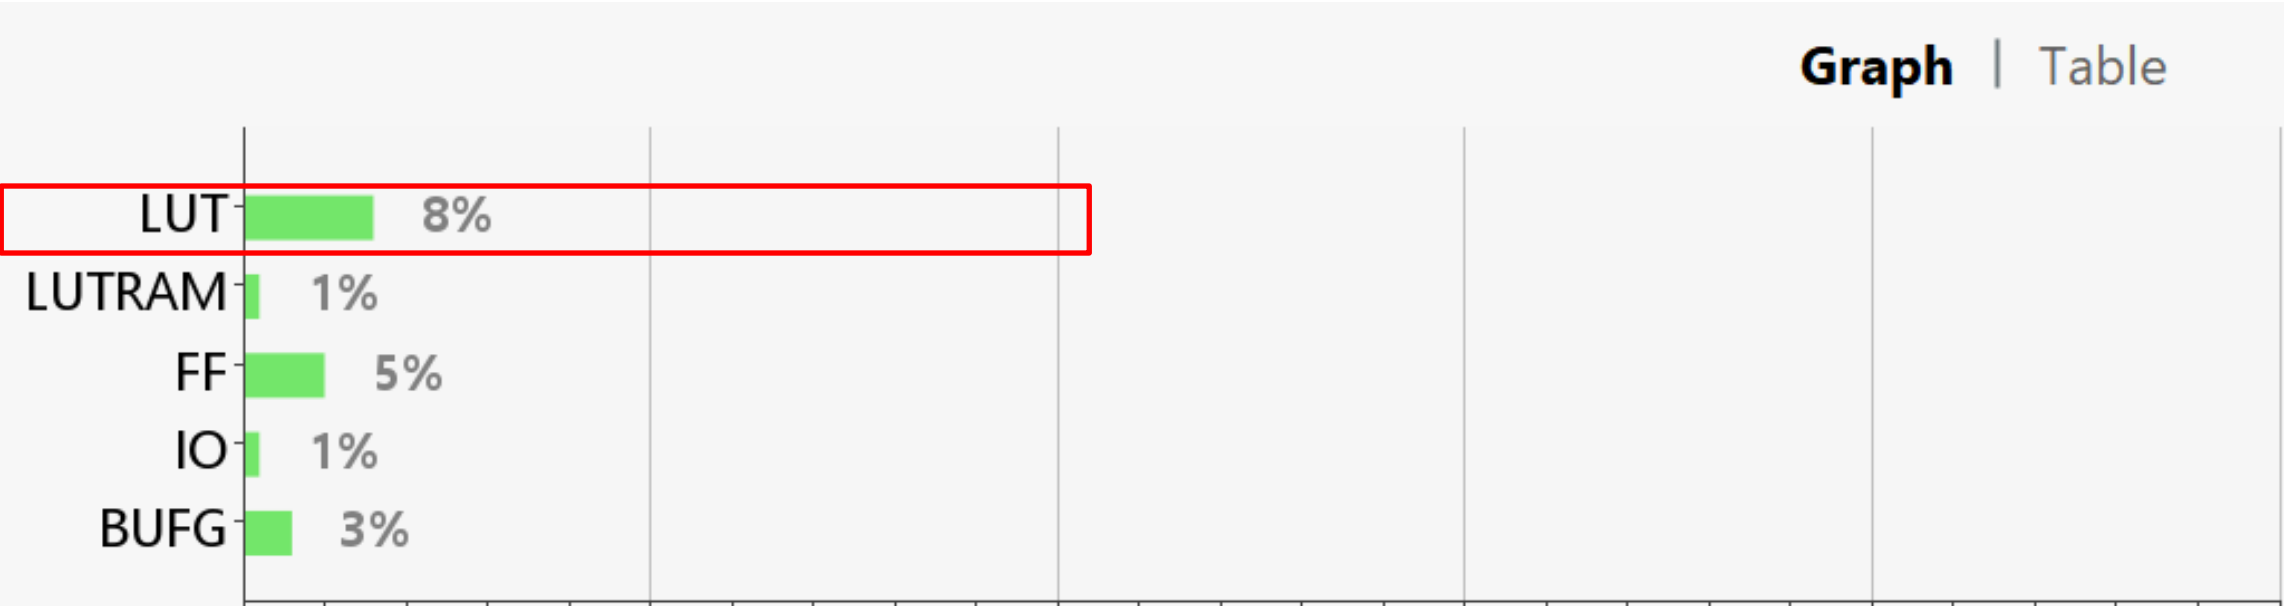 Graph | Table
LUT 8%
LUTRAM 1%
FF 5%
IO 1%
BUFG 3%